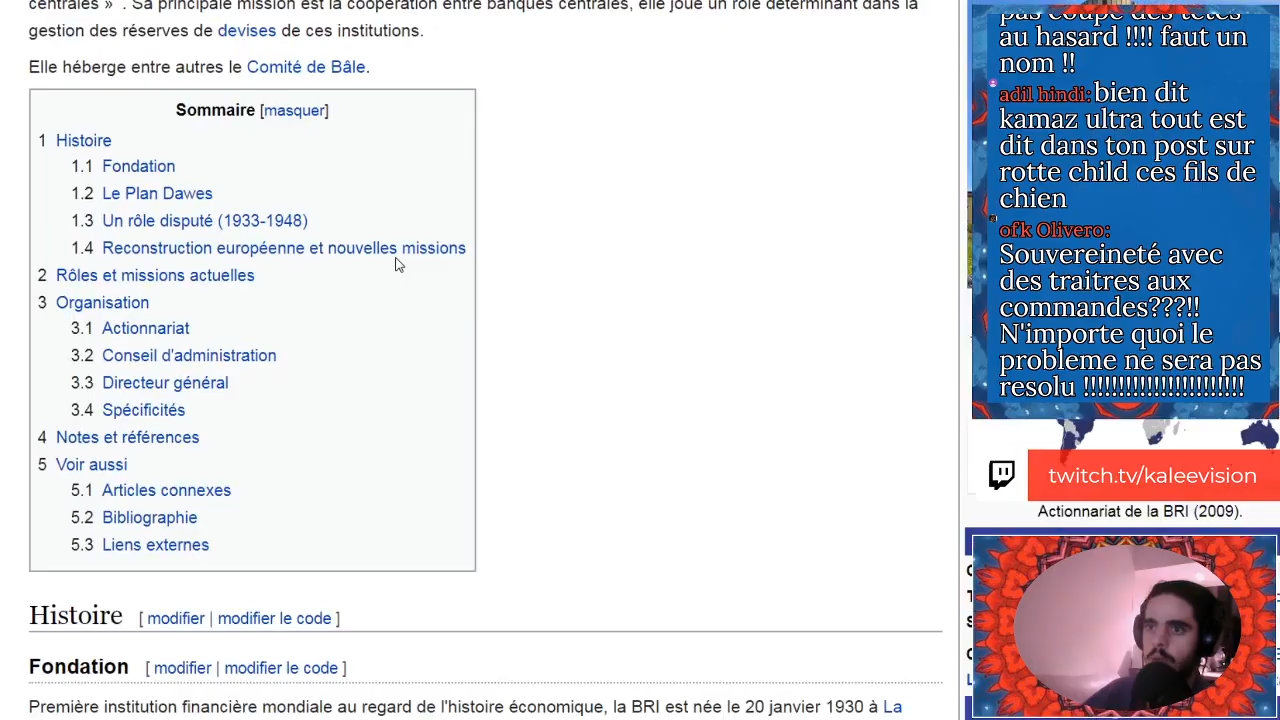 centrales » . Sa principale mission est la coopération entre banques centrales, elle joue un rôle déterminant dans la
gestion des réserves de devises de ces institutions.
Elle héberge entre autres le Comité de Bâle.
Sommaire [masquer]
1 Histoire
1.1 Fondation
1.2 Le Plan Dawes
1.3 Un rôle disputé (1933-1948)
1.4 Reconstruction européenne et nouvelles missions
2 Rôles et missions actuelles
3 Organisation
3.1 Actionnariat
3.2 Conseil d'administration
3.3 Directeur général
3.4 Spécificités
4 Notes et références
5 Voir aussi
5.1 Articles connexes
5.2 Bibliographie
5.3 Liens externes
Histoire [ modifier | modifier le code ]
Fondation [ modifier | modifier le code ]
Première institution financière mondiale au regard de l'histoire économique, la BRI est née le 20 janvier 1930 à La
pas coupé des têtes
au hasard !!!! faut un
nom !!
adil hindi: bien dit
kamaz ultra tout est
dit dans ton post sur
rotte child ces fils de
chien
ofk Olivero:
Souvereineté avec
des traitres aux
commandes???!!
N'importe quoi le
probleme ne sera pas
resolu !!!!!!!!!!!!!!!!!!!!!!
twitch.tv/kaleevision
Actionnariat de la BRI (2009).